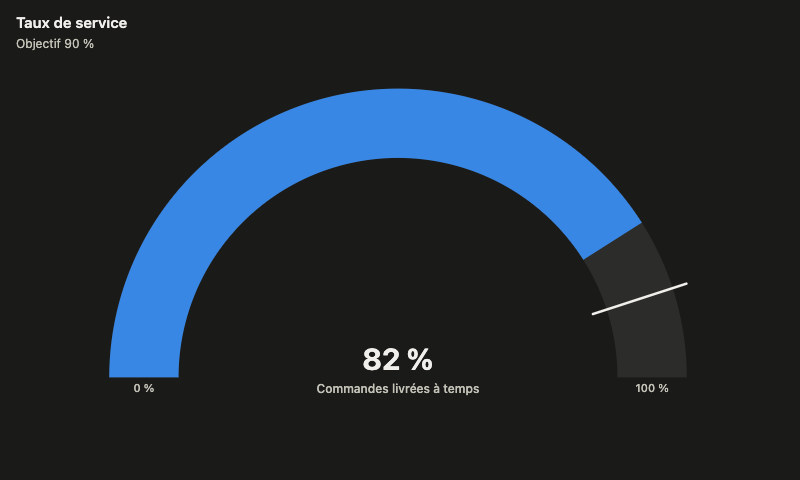 Taux de service
Objectif 90 %
82 %
Commandes livrées à temps
0 %
100 %